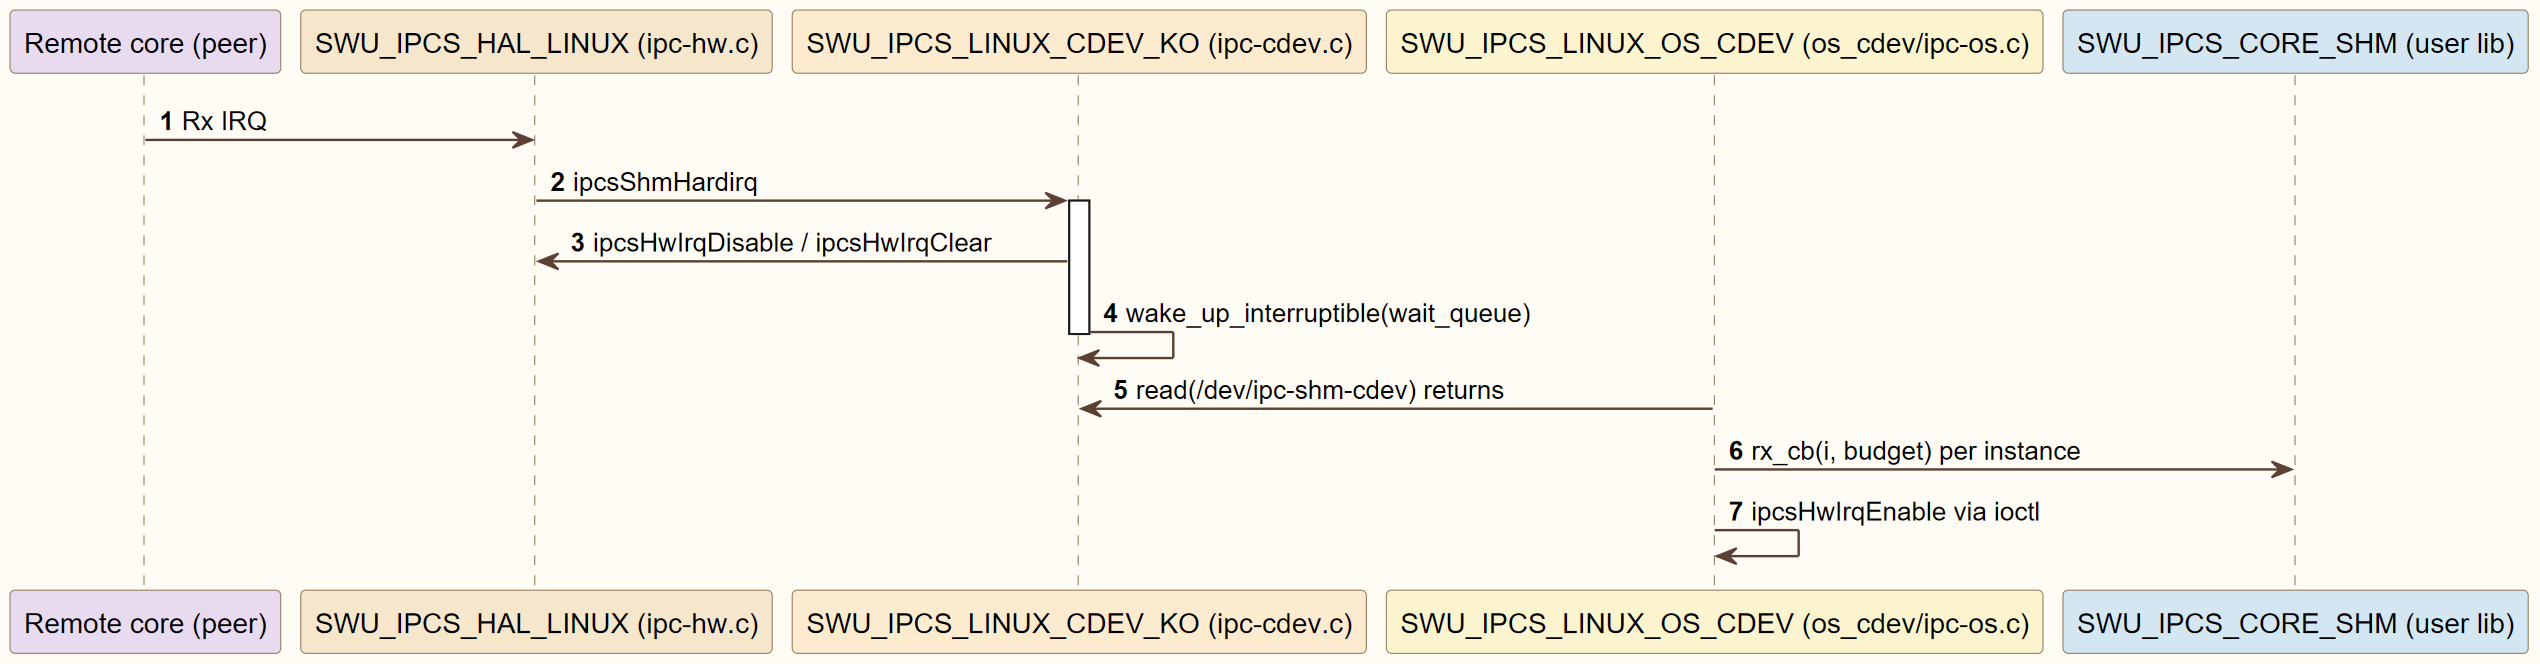 Remote core (peer)
SWU_IPCS_HAL_LINUX (ipc-hw.c)
SWU_IPCS_LINUX_CDEV_KO (ipc-cdev.c)
SWU_IPCS_LINUX_OS_CDEV (os_cdev/ipc-os.c)
SWU_IPCS_CORE_SHM (user lib)
1 Rx IRQ
2 ipcsShmHardirq
3 ipcsHwIrqDisable / ipcsHwIrqClear
4 wake_up_interruptible(wait_queue)
5 read(/dev/ipc-shm-cdev) returns
6 rx_cb(i, budget) per instance
7 ipcsHwIrqEnable via ioctl
Remote core (peer)
SWU_IPCS_HAL_LINUX (ipc-hw.c)
SWU_IPCS_LINUX_CDEV_KO (ipc-cdev.c)
SWU_IPCS_LINUX_OS_CDEV (os_cdev/ipc-os.c)
SWU_IPCS_CORE_SHM (user lib)